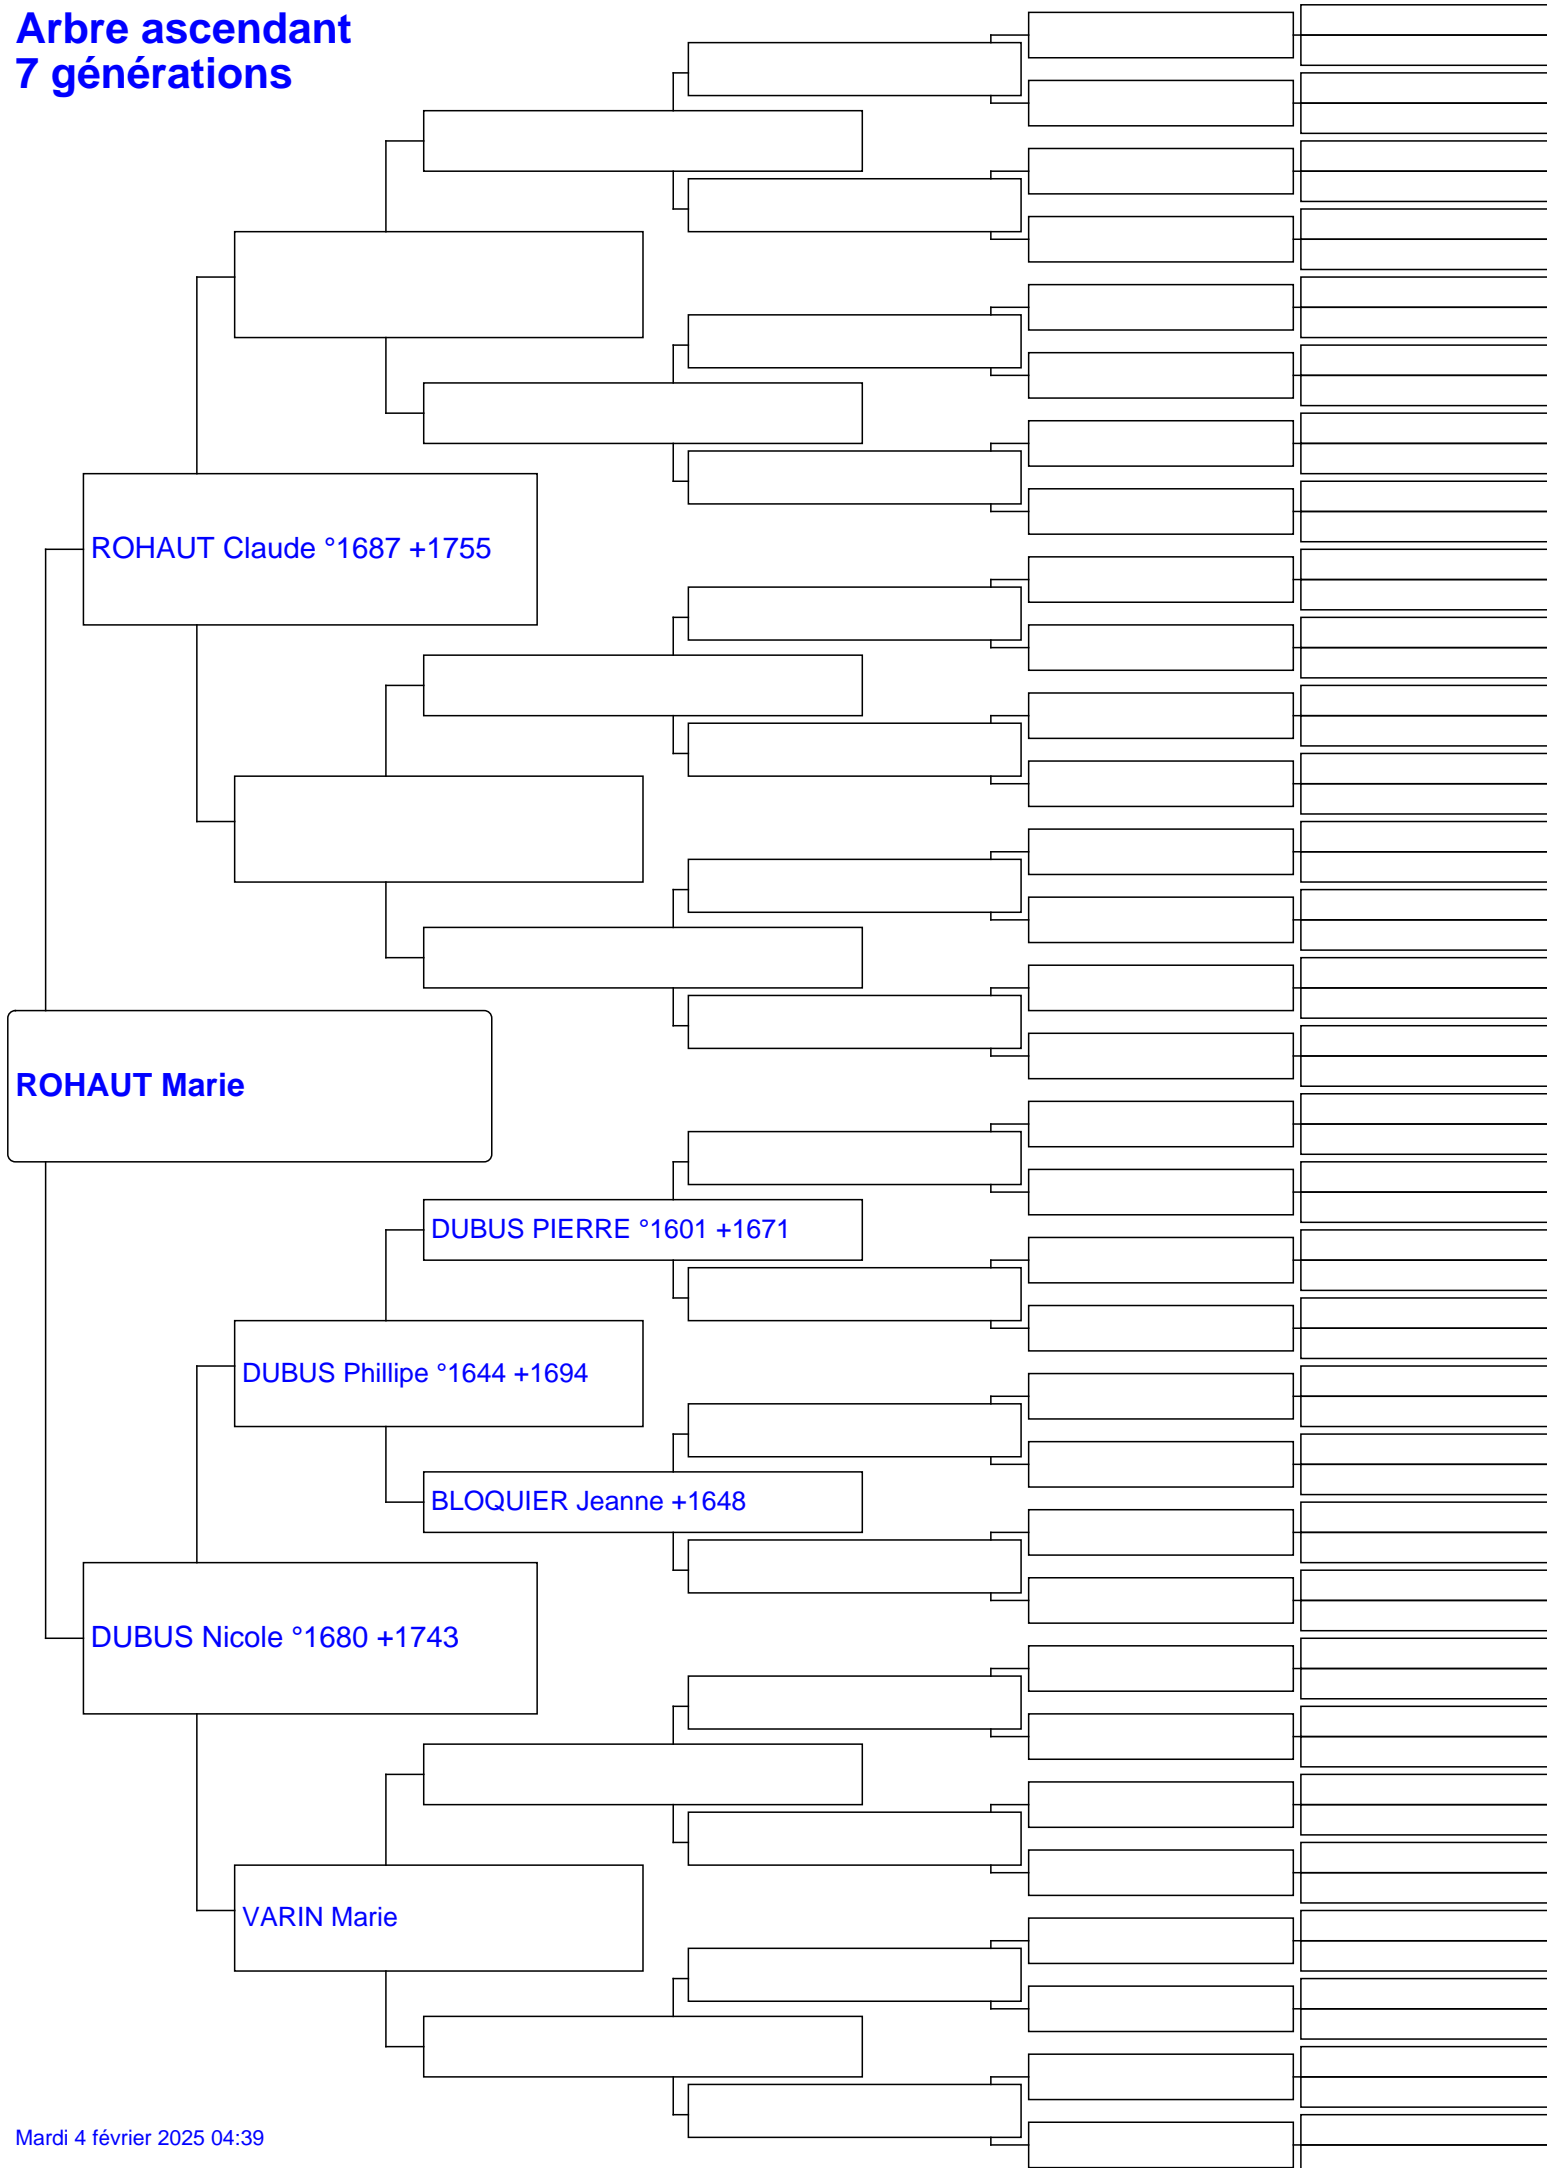 Arbre ascendant
7 générations
ROHAUT Claude °1687 +1755
ROHAUT Marie
DUBUS PIERRE °1601 +1671
DUBUS Phillipe °1644 +1694
BLOQUIER Jeanne +1648
DUBUS Nicole °1680 +1743
VARIN Marie
Mardi 4 février 2025 04:39